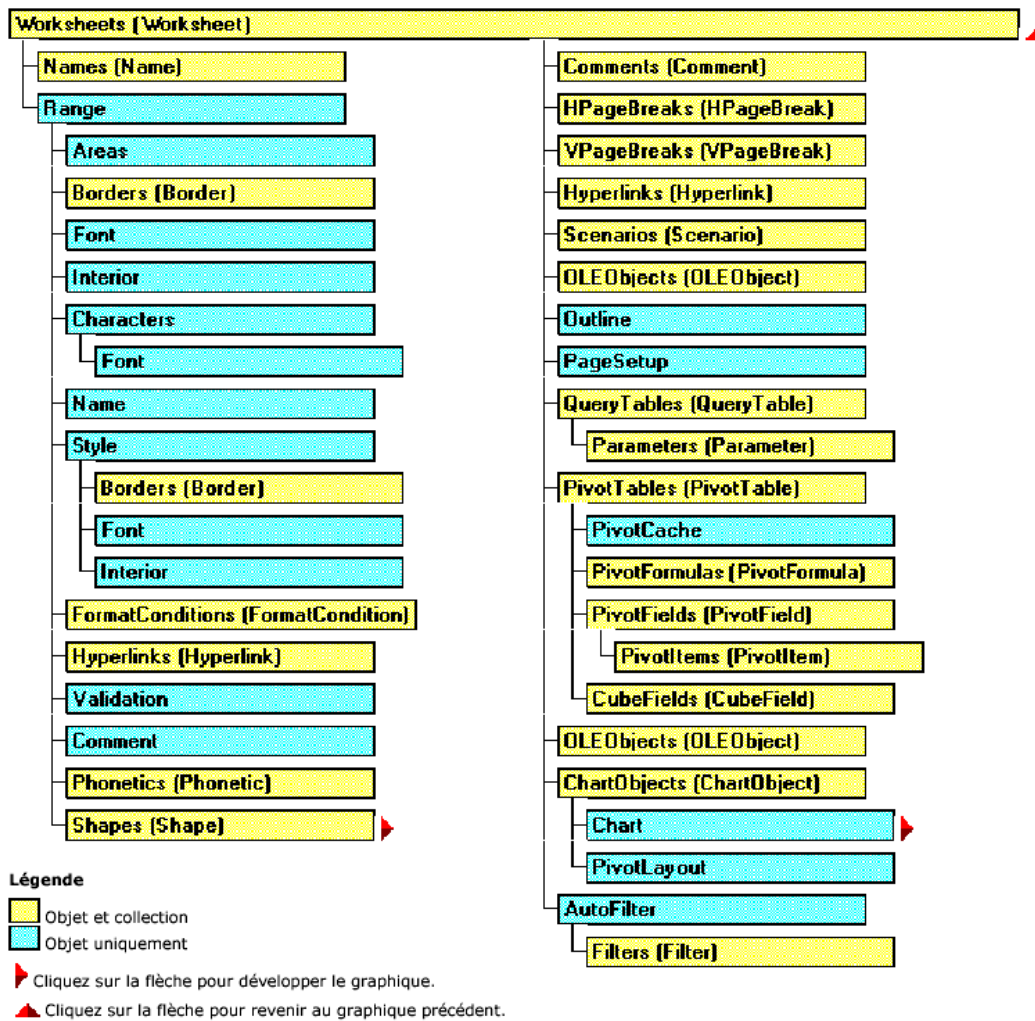 Worksheets (Worksheet)
Names (Name)
Range
Areas
Borders (Border)
Font
Interior
Characters
Font
Name
Style
Borders (Border)
Font
Interior
FormatConditions (FormatCondition)
Hyperlinks (Hyperlink)
Validation
Comment
Phonetics (Phonetic)
Shapes (Shape)
Comments (Comment)
HPageBreaks (HPageBreak)
VPageBreaks (VPageBreak)
Hyperlinks (Hyperlink)
Scenarios (Scenario)
OLEObjects (OLEObject)
Outline
PageSetup
QueryTables (QueryTable)
Parameters (Parameter)
PivotTables (PivotTable)
PivotCache
PivotFormulas (PivotFormula)
PivotFields (PivotField)
PivotItems (PivotItem)
CubeFields (CubeField)
OLEObjects (OLEObject)
ChartObjects (ChartObject)
Chart
PivotLayout
AutoFilter
Filters (Filter)
Légende
Objet et collection
Objet uniquement
Cliquez sur la flèche pour développer le graphique.
Cliquez sur la flèche pour revenir au graphique précédent.